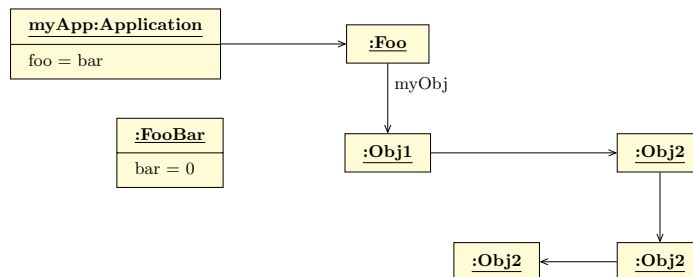 myApp:Application
foo = bar
:Foo
myObj
:FooBar
bar = 0
:Obj1
:Obj2
:Obj2
:Obj2